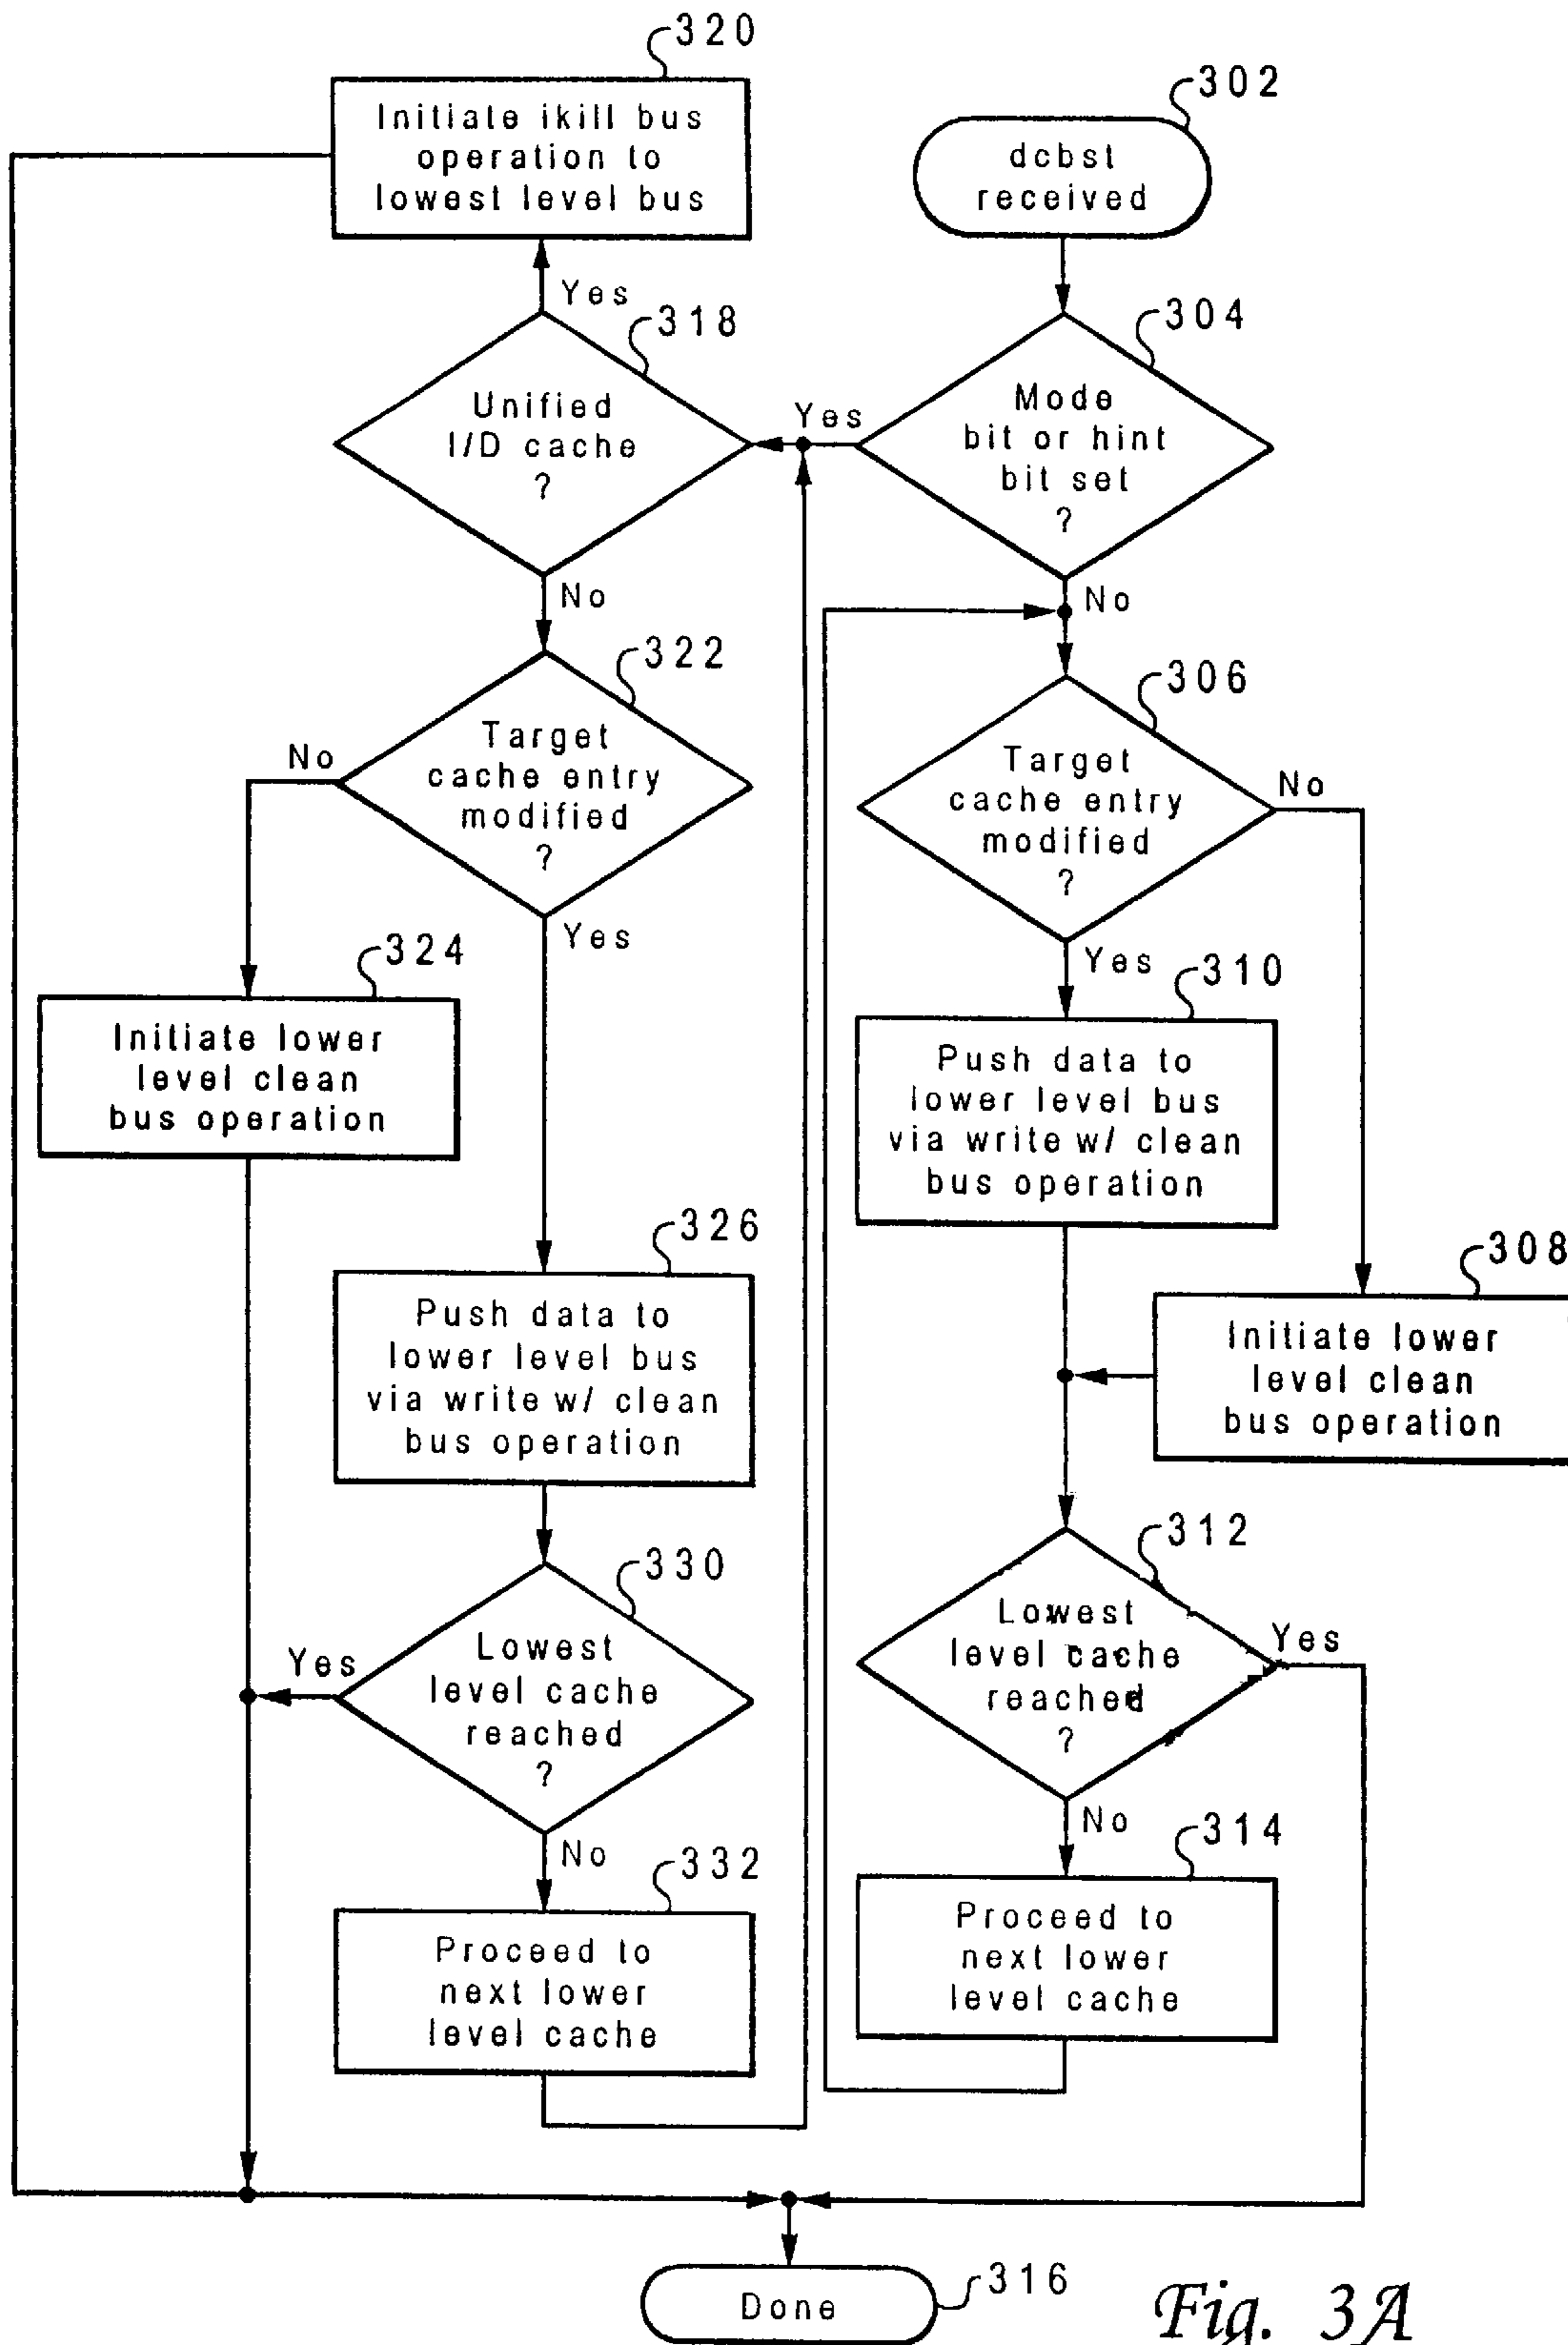 320
Initiate ikill bus
operation to
lowest level bus
302
dcbst
received
Yes
318
Unified
I/D cache
?
Yes
304
Mode
bit or hint
bit set
?
No
No
322
Target
cache entry
modified
?
No
Yes
306
Target
cache entry
modified
?
No
Yes
324
Initiate lower
level clean
bus operation
310
Push data to
lower level bus
via write w/ clean
bus operation
326
Push data to
lower level bus
via write w/ clean
bus operation
308
Initiate lower
level clean
bus operation
330
Lowest
level cache
reached
?
Yes
No
312
Lowest
level cache
reached
?
Yes
No
332
Proceed to
next lower
level cache
314
Proceed to
next lower
level cache
Done
316
Fig. 3A